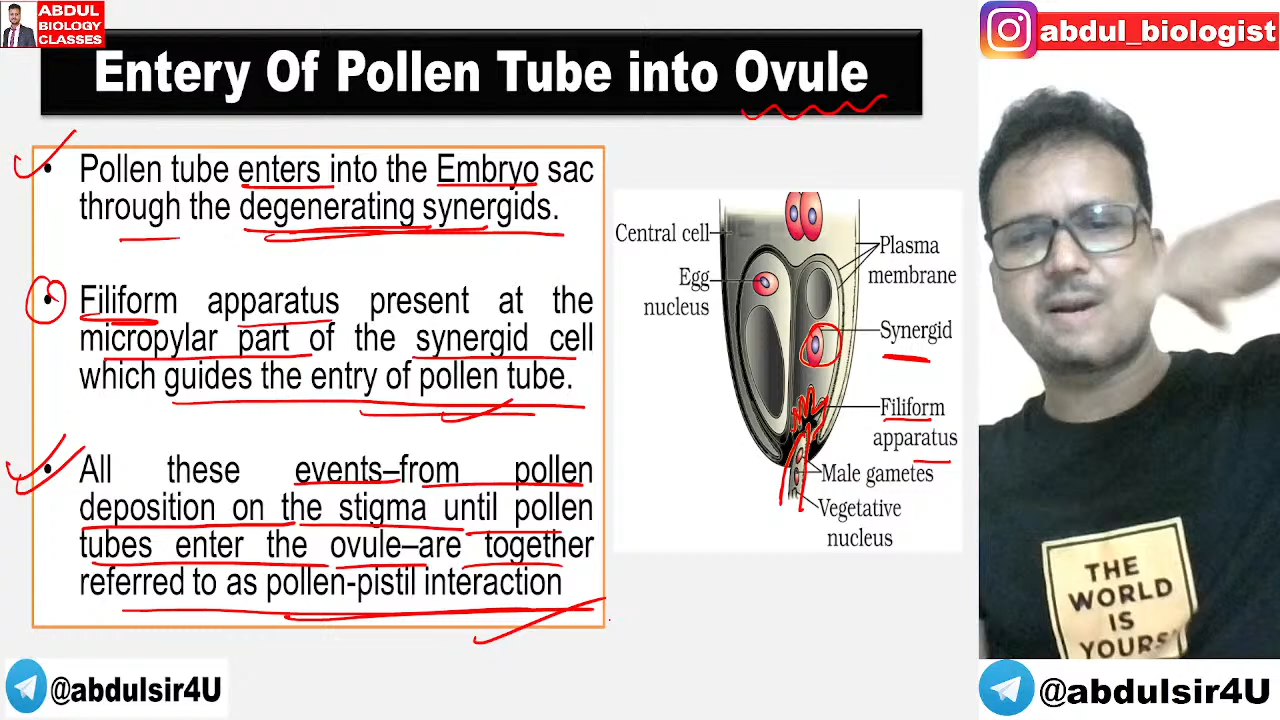 ABDUL
BIOLOGY
CLASSES
Entery Of Pollen Tube into Ovule
abdul_biologist
• Pollen tube enters into the Embryo sac
through the degenerating synergids.
• Filiform apparatus present at the
micropylar part of the synergid cell
which guides the entry of pollen tube.
• All these events–from pollen
deposition on the stigma until pollen
tubes enter the ovule–are together
referred to as pollen-pistil interaction
Central cell
Egg
nucleus
Plasma
membrane
Synergid
Filiform
apparatus
Male gametes
Vegetative
nucleus
THE
WORLD
IS
YOURS
@abdulsir4U
@abdulsir4U